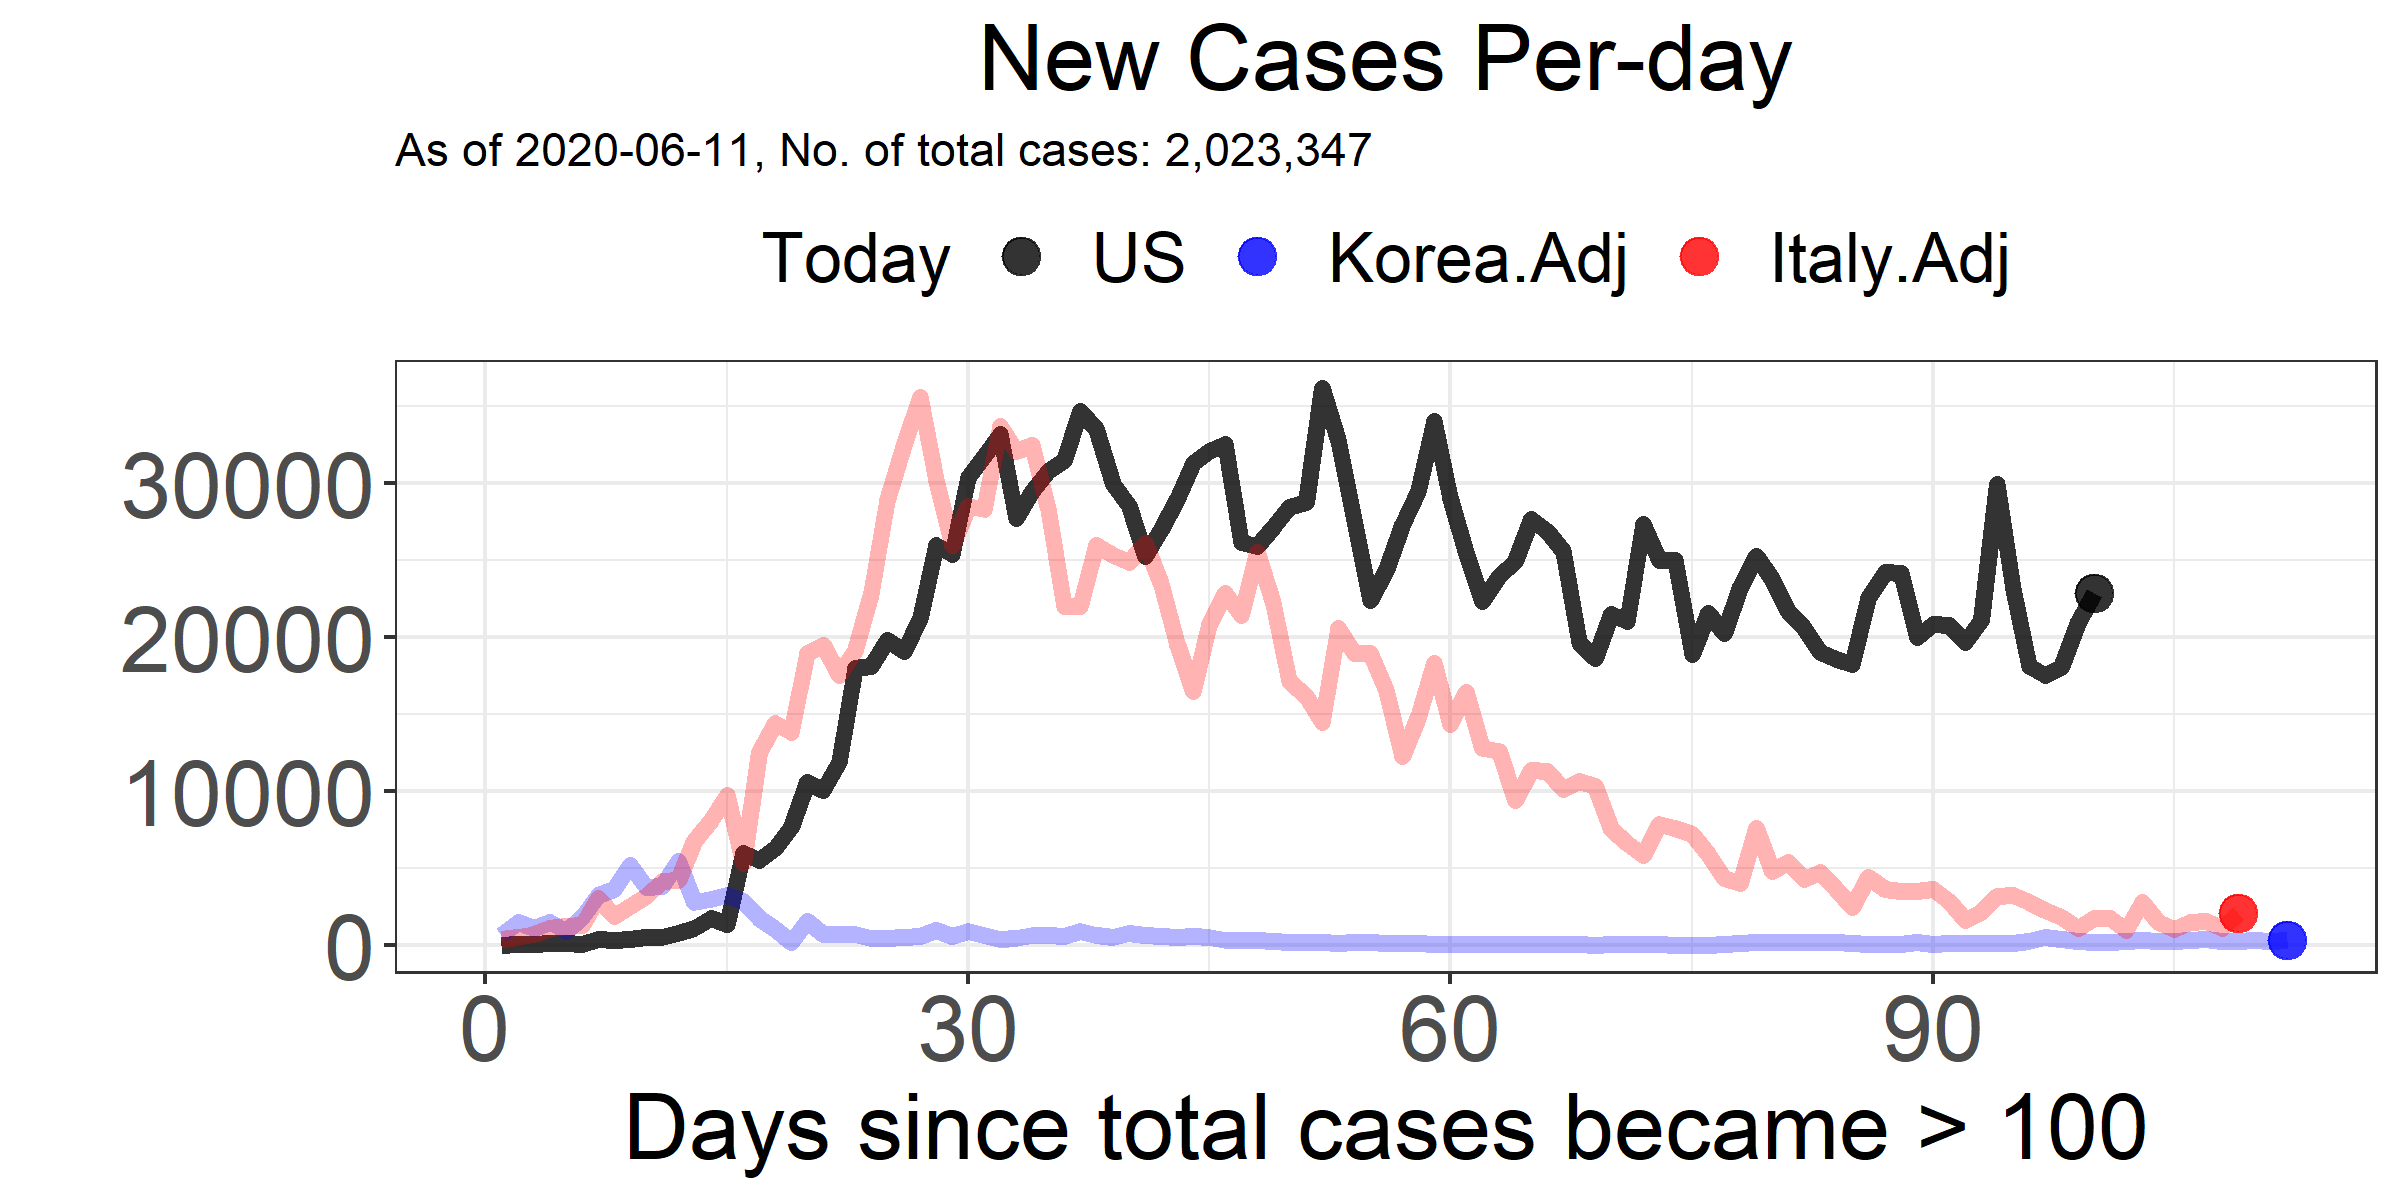 New Cases Per-day
As of 2020-06-11, No. of total cases: 2,023,347
Today US Korea.Adj Italy.Adj
30000
20000
10000
0
0 30 60 90
Days since total cases became > 100